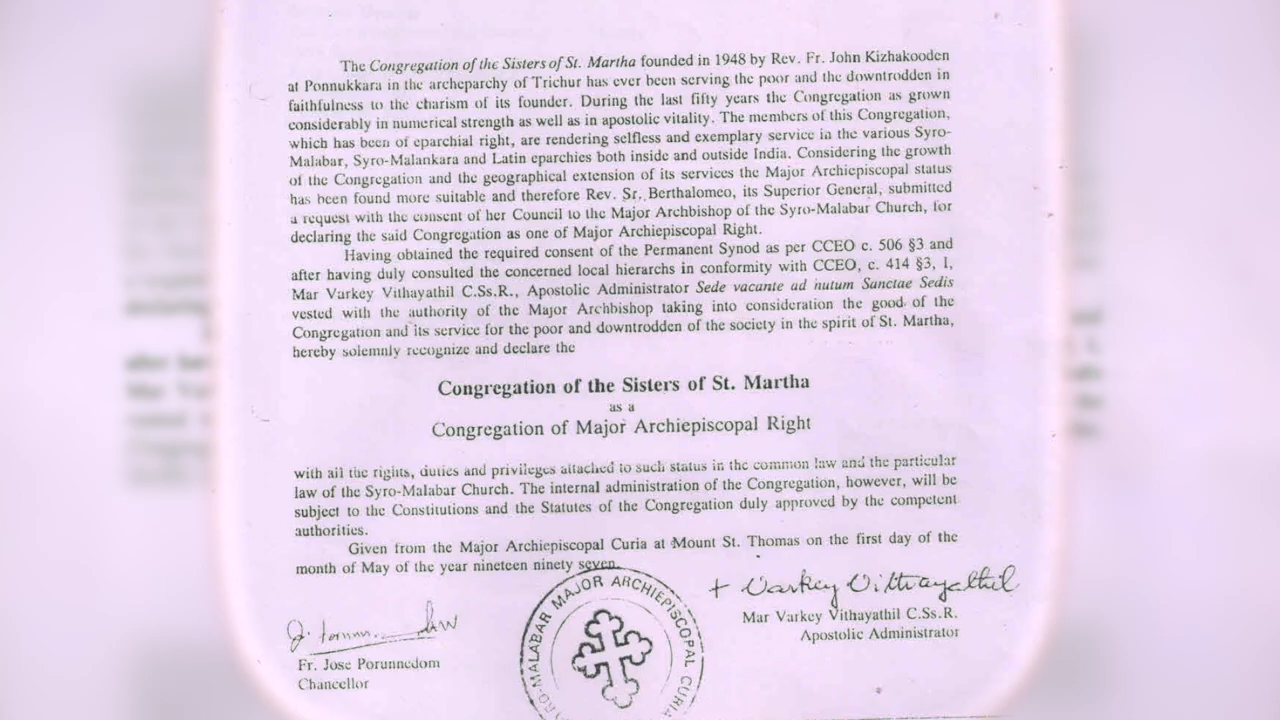 The Congregation of the Sisters of St. Martha founded in 1948 by Rev. Fr. John Kizhakooden
at Ponnukkara in the archeparchy of Trichur has ever been serving the poor and the downtrodden in
faithfulness to the charism of its founder. During the last fifty years the Congregation as grown
considerably in numerical strength as well as in apostolic vitality. The members of this Congregation,
which has been of eparchial right, are rendering selfless and exemplary service in the various Syro-
Malabar, Syro-Malankara and Latin eparchies both inside and outside India. Considering the growth
of the Congregation and the geographical extension of its services the Major Archiepiscopal status
has been found more suitable and therefore Rev. Sr. Berthalomeo, its Superior General, submitted
a request with the consent of her Council to the Major Archbishop of the Syro-Malabar Church, for
declaring the said Congregation as one of Major Archiepiscopal Right.
Having obtained the required consent of the Permanent Synod as per CCEO c. 506 §3 and
after having duly consulted the concerned local hierarchs in conformity with CCEO, c. 414 §3, I,
Mar Varkey Vithayathil C.Ss.R., Apostolic Administrator Sede vacante ad nutum Sanctae Sedis
vested with the authority of the Major Archbishop taking into consideration the good of the
Congregation and its service for the poor and downtrodden of the society in the spirit of St. Martha,
hereby solemnly recognize and declare the
Congregation of the Sisters of St. Martha
as a
Congregation of Major Archiepiscopal Right
with all the rights, duties and privileges attached to such status in the common law and the particular
law of the Syro-Malabar Church. The internal administration of the Congregation, however, will be
subject to the Constitutions and the Statutes of the Congregation duly approved by the competent
authorities.
Given from the Major Archiepiscopal Curia at Mount St. Thomas on the first day of the
month of May of the year nineteen ninety seven.
+ Varkey Vithayathil
Mar Varkey Vithayathil C.Ss.R.
Apostolic Administrator
Fr. Jose Porunnedom
Chancellor
RO-MALABAR MAJOR ARCHIEPISCOPAL CURIA